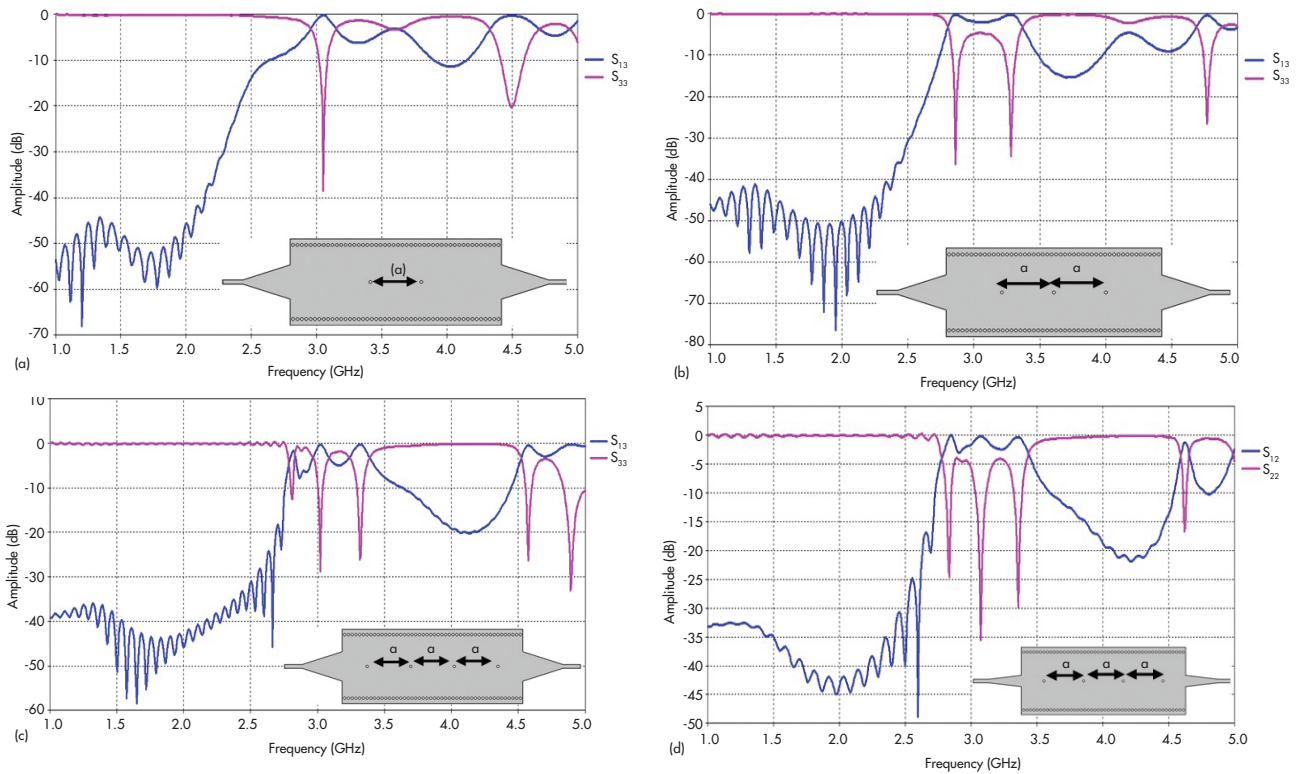 0
-10
-20
-30
-40
-50
-60
-70
Amplitude (dB)
S13
S33
(a)
1.0 1.5 2.0 2.5 3.0 3.5 4.0 4.5 5.0
Frequency (GHz)
(a)
0
-10
-20
-30
-40
-50
-60
-70
-80
Amplitude (dB)
S13
S33
a a
1.0 1.5 2.0 2.5 3.0 3.5 4.0 4.5 5.0
Frequency (GHz)
(b)
10
0
-10
-20
-30
-40
-50
-60
Amplitude (dB)
S13
S33
a a a
1.0 1.5 2.0 2.5 3.0 3.5 4.0 4.5 5.0
Frequency (GHz)
(c)
5
0
-5
-10
-15
-20
-25
-30
-35
-40
-45
-50
Amplitude (dB)
S12
S22
a a a
1.0 1.5 2.0 2.5 3.0 3.5 4.0 4.5 5.0
Frequency (GHz)
(d)